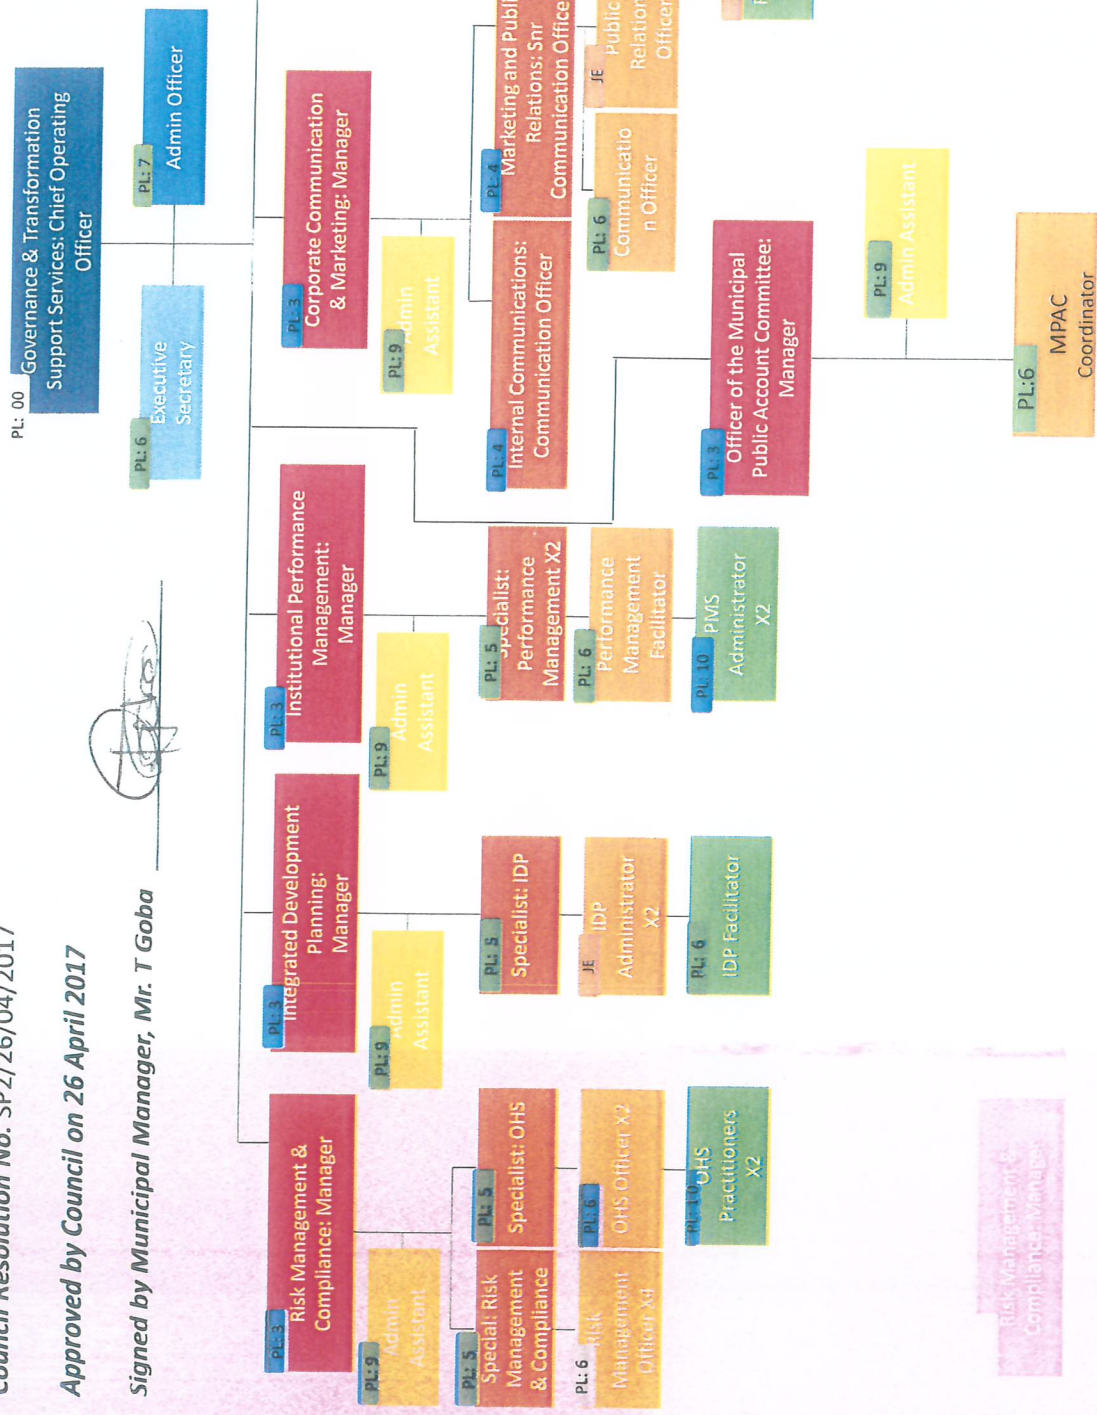 Council Resolution No. SP2/26/04/2017
Approved by Council on 26 April 2017
Signed by Municipal Manager, Mr. T Goba
PL: 00
Governance & Transformation
Support Services: Chief Operating
Officer
PL: 6
Executive
Secretary
PL: 7
Admin Officer
PL: 3
Risk Management &
Compliance: Manager
PL: 9
Admin
Assistant
PL: 5
Special: Risk
Management
& Compliance
PL: 5
Specialist: OHS
PL: 6
Risk
Management
Officer X4
PL: 6
OHS Officer X2
PL: 10
OHS
Practitioners
X2
PL: 3
Integrated Development
Planning:
Manager
PL: 9
Admin
Assistant
PL: 5
Specialist: IDP
JE
IDP
Administrator
X2
PL: 6
IDP Facilitator
PL: 3
Institutional Performance
Management:
Manager
PL: 9
Admin
Assistant
PL: 5
Specialist:
Performance
Management X2
PL: 6
Performance
Management
Facilitator
PL: 10
PMS
Administrator
X2
PL: 3
Corporate Communication
& Marketing: Manager
PL: 9
Admin
Assistant
PL: 4
Internal Communications:
Communication Officer
PL: 4
Marketing and Publi
Relations: Snr
Communication Office
PL: 6
Communicatio
n Officer
JE
Public
Relation
Officer
PL: 3
Officer of the Municipal
Public Account Committee:
Manager
PL: 9
Admin Assistant
PL:6
MPAC
Coordinator
Risk Management &
Compliance: Manager